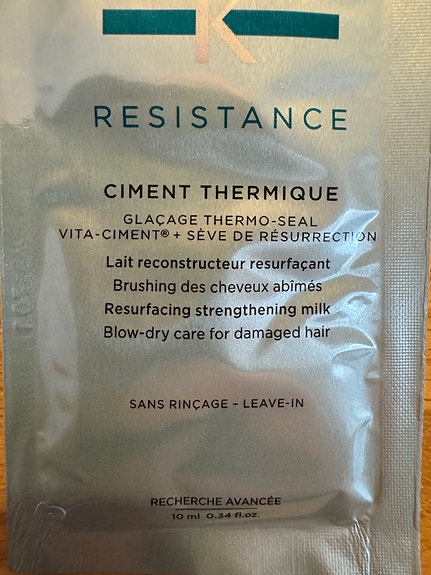 K
RESISTANCE
CIMENT THERMIQUE
GLAÇAGE THERMO-SEAL
VITA-CIMENT® + SÈVE DE RÉSURRECTION
Lait reconstructeur resurfaçant
Brushing des cheveux abîmés
Resurfacing strengthening milk
Blow-dry care for damaged hair
SANS RINÇAGE – LEAVE-IN
RECHERCHE AVANCÉE
10 ml 0.34 fl.oz.